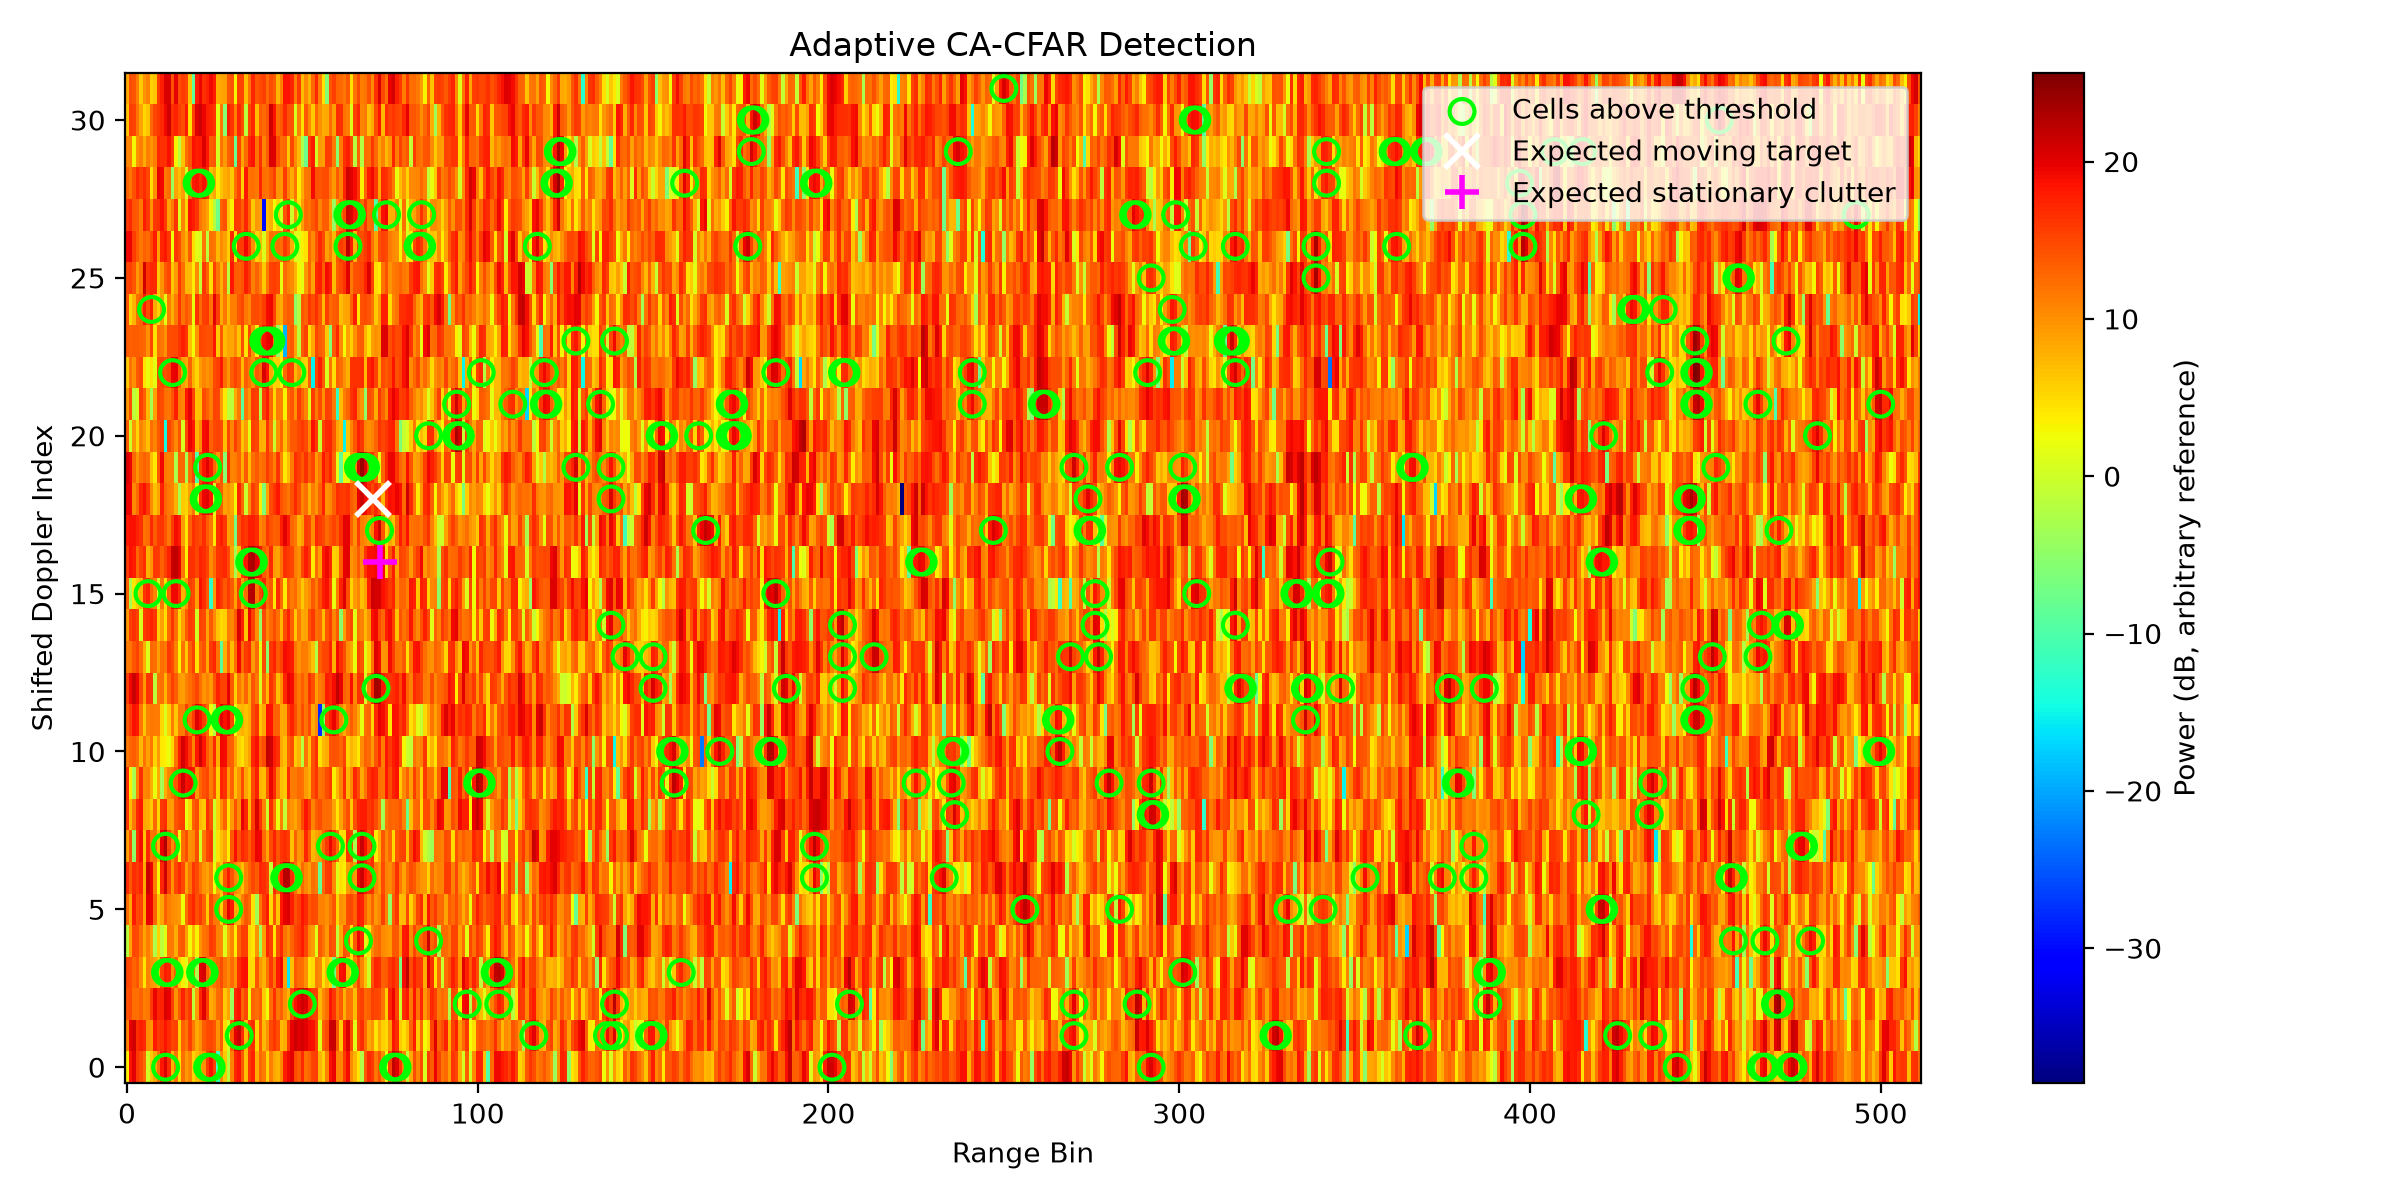 Adaptive CA-CFAR Detection
Cells above threshold
Expected moving target
Expected stationary clutter
Shifted Doppler Index
30
25
20
15
10
5
0
0
100
200
300
400
500
Range Bin
20
10
0
−10
−20
−30
Power (dB, arbitrary reference)